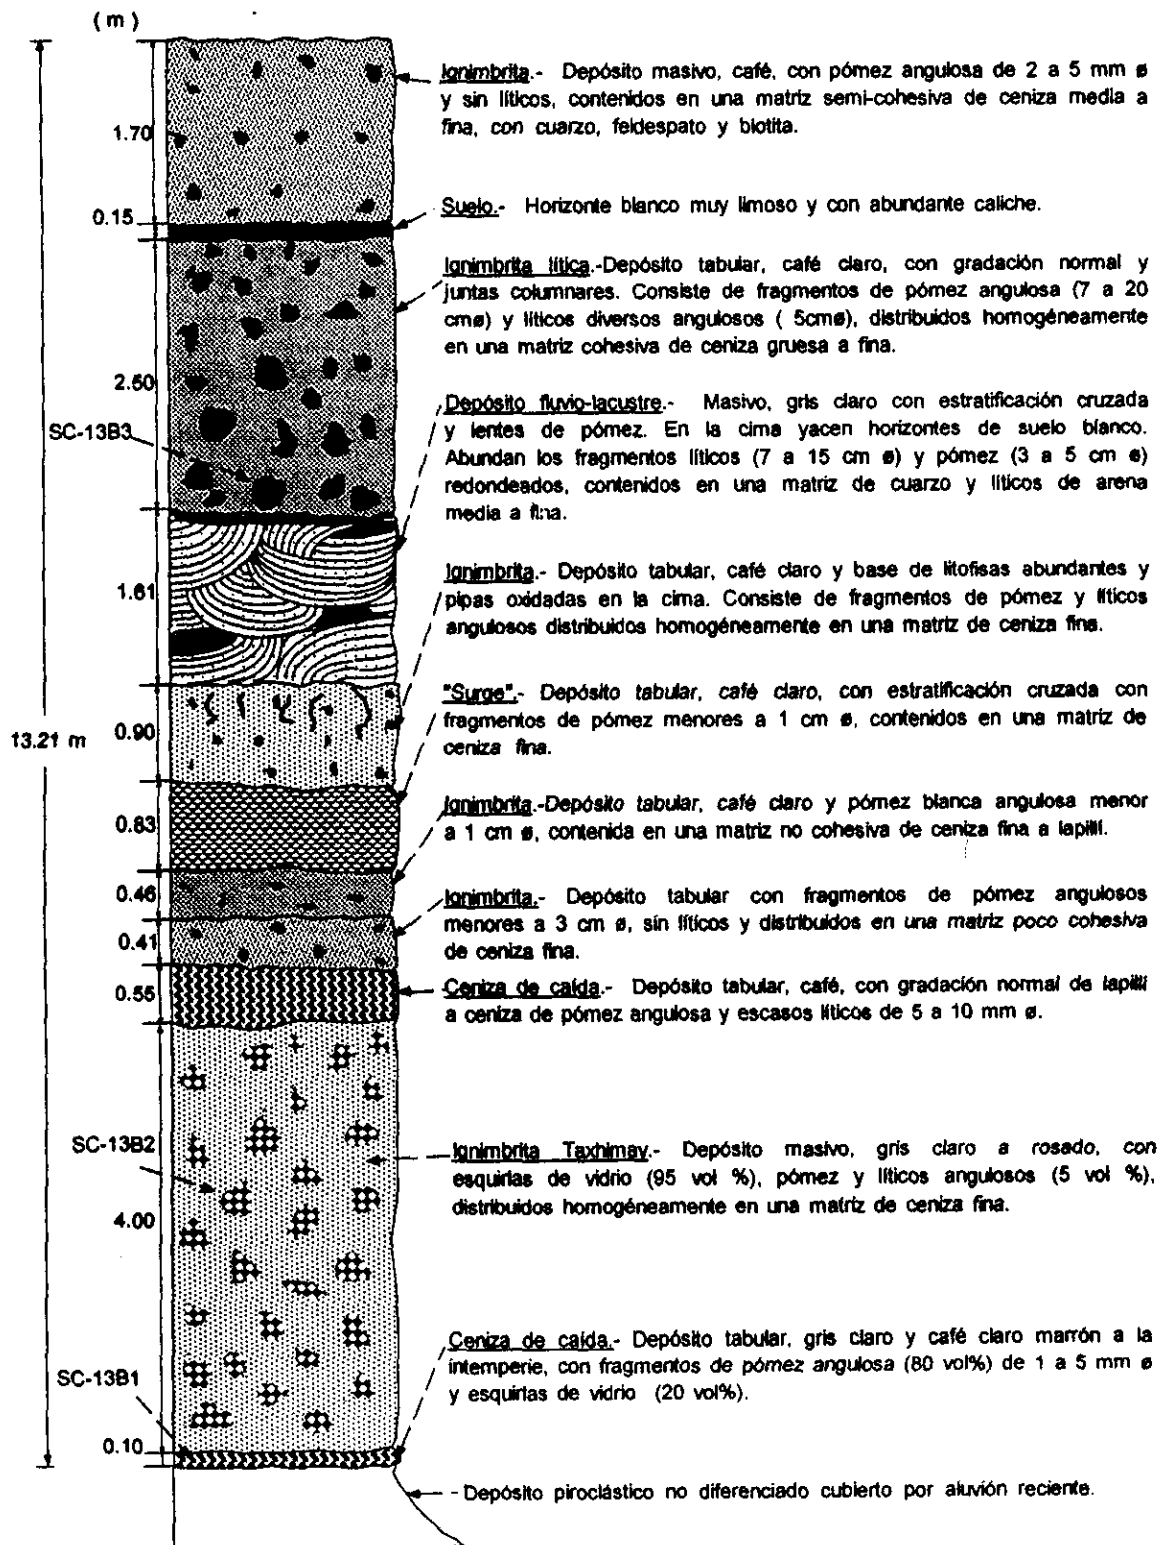 (m)
Ignimbrita.- Depósito masivo, café, con pómez angulosa de 2 a 5 mm ø
y sin líticos, contenidos en una matriz semi-cohesiva de ceniza media a
fina, con cuarzo, feldespato y biotita.
1.70
0.15
Suelo.- Horizonte blanco muy limoso y con abundante caliche.
Ignimbrita lítica.-Depósito tabular, café claro, con gradación normal y
juntas columnares. Consiste de fragmentos de pómez angulosa (7 a 20
cmø) y líticos diversos angulosos ( 5cmø), distribuidos homogéneamente
en una matriz cohesiva de ceniza gruesa a fina.
2.50
SC-13B3
Depósito fluvio-lacustre.- Masivo, gris claro con estratificación cruzada
y lentes de pómez. En la cima yacen horizontes de suelo blanco.
Abundan los fragmentos líticos (7 a 15 cm ø) y pómez (3 a 5 cm ø)
redondeados, contenidos en una matriz de cuarzo y líticos de arena
media a fina.
1.61
Ignimbrita.- Depósito tabular, café claro y base de litofisas abundantes y
pipas oxidadas en la cima. Consiste de fragmentos de pómez y líticos
angulosos distribuidos homogéneamente en una matriz de ceniza fina.
0.90
13.21 m
"Surge".- Depósito tabular, café claro, con estratificación cruzada con
fragmentos de pómez menores a 1 cm ø, contenidos en una matriz de
ceniza fina.
0.83
Ignimbrita.-Depósito tabular, café claro y pómez blanca angulosa menor
a 1 cm ø, contenida en una matriz no cohesiva de ceniza fina a lapilli.
0.46
Ignimbrita.- Depósito tabular con fragmentos de pómez angulosos
menores a 3 cm ø, sin líticos y distribuidos en una matriz poco cohesiva
de ceniza fina.
0.41
0.55
Ceniza de caída.- Depósito tabular, café, con gradación normal de lapilli
a ceniza de pómez angulosa y escasos líticos de 5 a 10 mm ø.
SC-13B2
Ignimbrita Taxhimay.- Depósito masivo, gris claro a rosado, con
esquirlas de vidrio (95 vol %), pómez y líticos angulosos (5 vol %),
distribuidos homogéneamente en una matriz de ceniza fina.
4.00
Ceniza de caída.- Depósito tabular, gris claro y café claro marrón a la
intemperie, con fragmentos de pómez angulosa (80 vol%) de 1 a 5 mm ø
y esquirlas de vidrio (20 vol%).
SC-13B1
0.10
Depósito piroclástico no diferenciado cubierto por aluvión reciente.